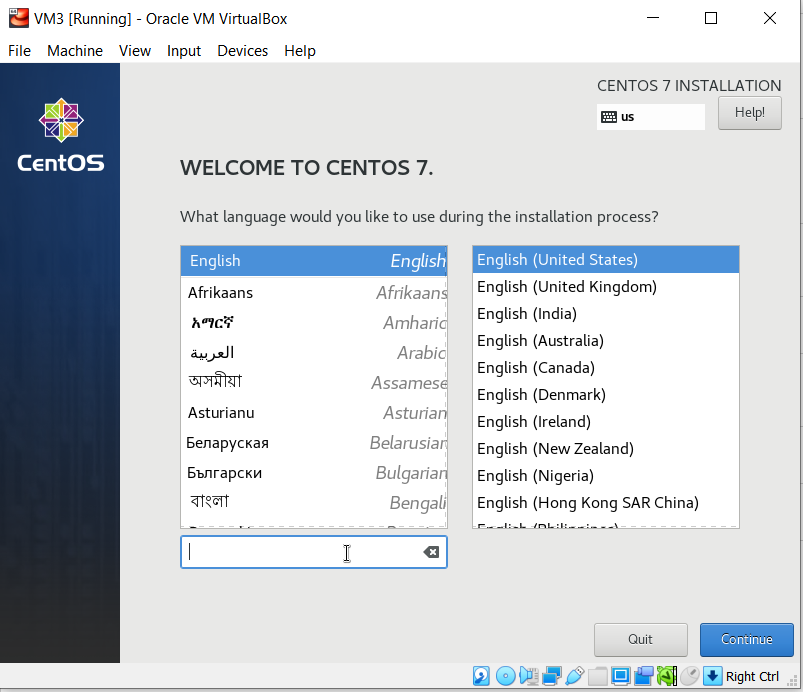 VM3 [Running] - Oracle VM VirtualBox
File Machine View Input Devices Help
CentOS
CENTOS 7 INSTALLATION
us
Help!
WELCOME TO CENTOS 7.
What language would you like to use during the installation process?
English English
Afrikaans Afrikaans
አማርኛ Amharic
العربية Arabic
অসমীয়া Assamese
Asturianu Asturian
Беларуская Belarusian
Български Bulgarian
বাংলা Bengali
English (United States)
English (United Kingdom)
English (India)
English (Australia)
English (Canada)
English (Denmark)
English (Ireland)
English (New Zealand)
English (Nigeria)
English (Hong Kong SAR China)
English (Philippines)
Quit Continue
Right Ctrl